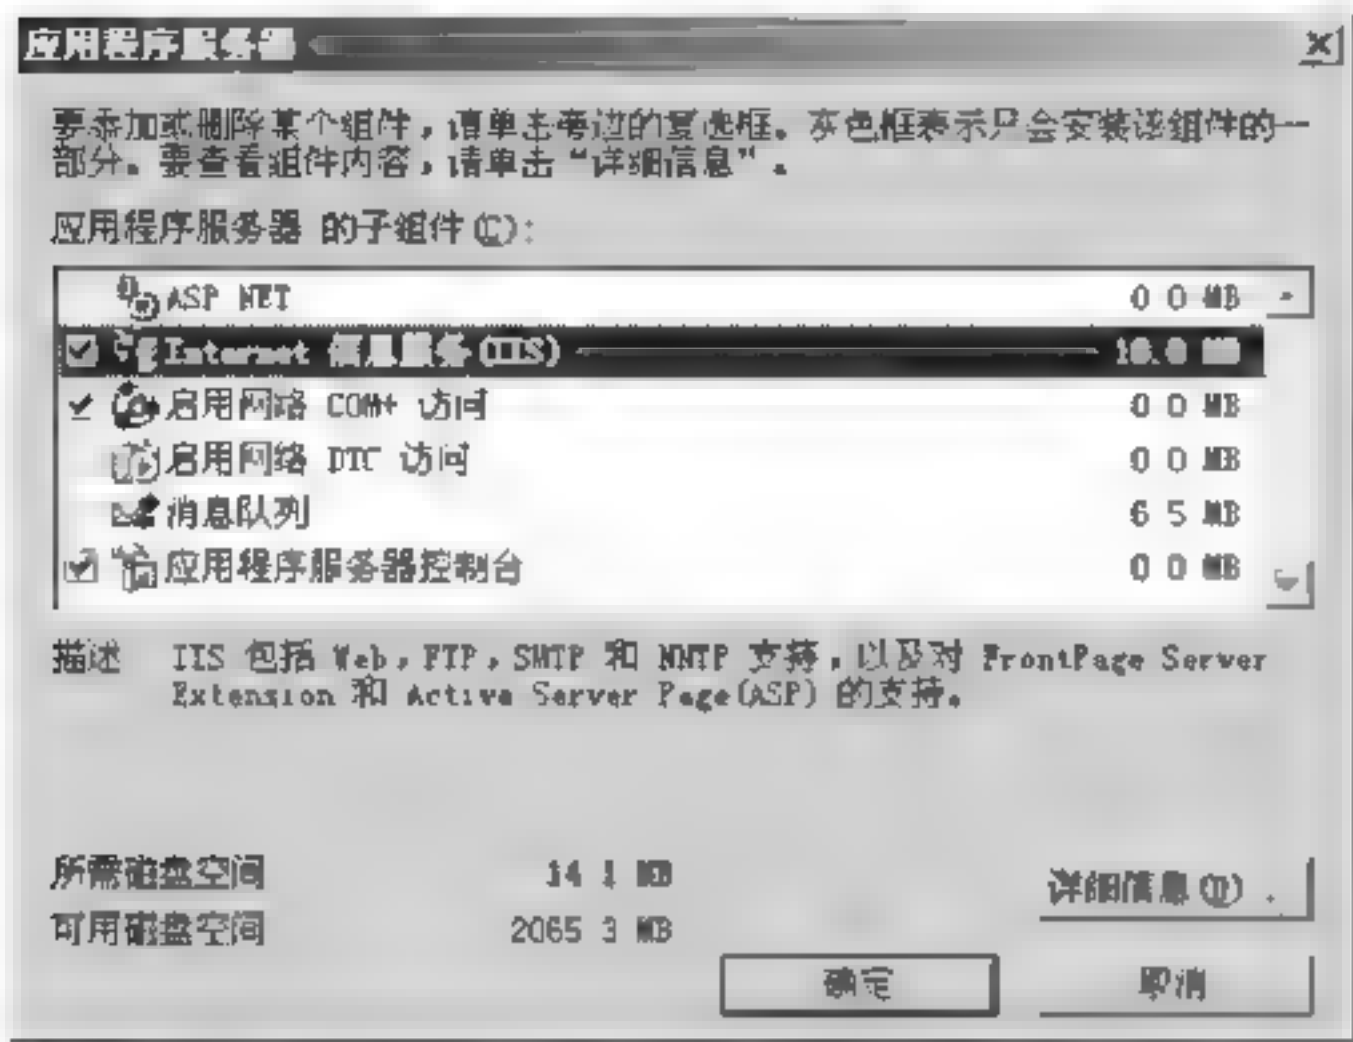 应用程序服务器
要添加或删除某个组件，请单击旁边的复选框。灰色框表示只会安装该组件的一
部分。要查看组件内容，请单击“详细信息”。
应用程序服务器 的子组件(C):
ASP NET 0 0 MB
Internet 信息服务(IIS) MB
启用网络 COM+ 访问 0 0 MB
启用网络 DTC 访问 0 0 MB
消息队列 6 5 MB
应用程序服务器控制台 0 0 MB
描述 IIS 包括 Web，FTP，SMTP 和 NNTP 支持，以及对 FrontPage Server
Extension 和 Active Server Page(ASP) 的支持。
所需磁盘空间 14 1 MB
可用磁盘空间 2065 3 MB
详细信息(D) .
确定
取消